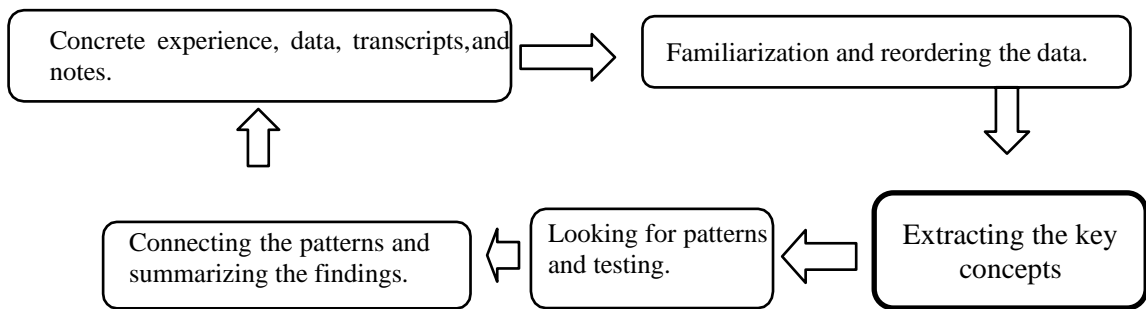 Concrete experience, data, transcripts,and
notes.
Familiarization and reordering the data.
Extracting the key
concepts
Looking for patterns
and testing.
Connecting the patterns and
summarizing the findings.